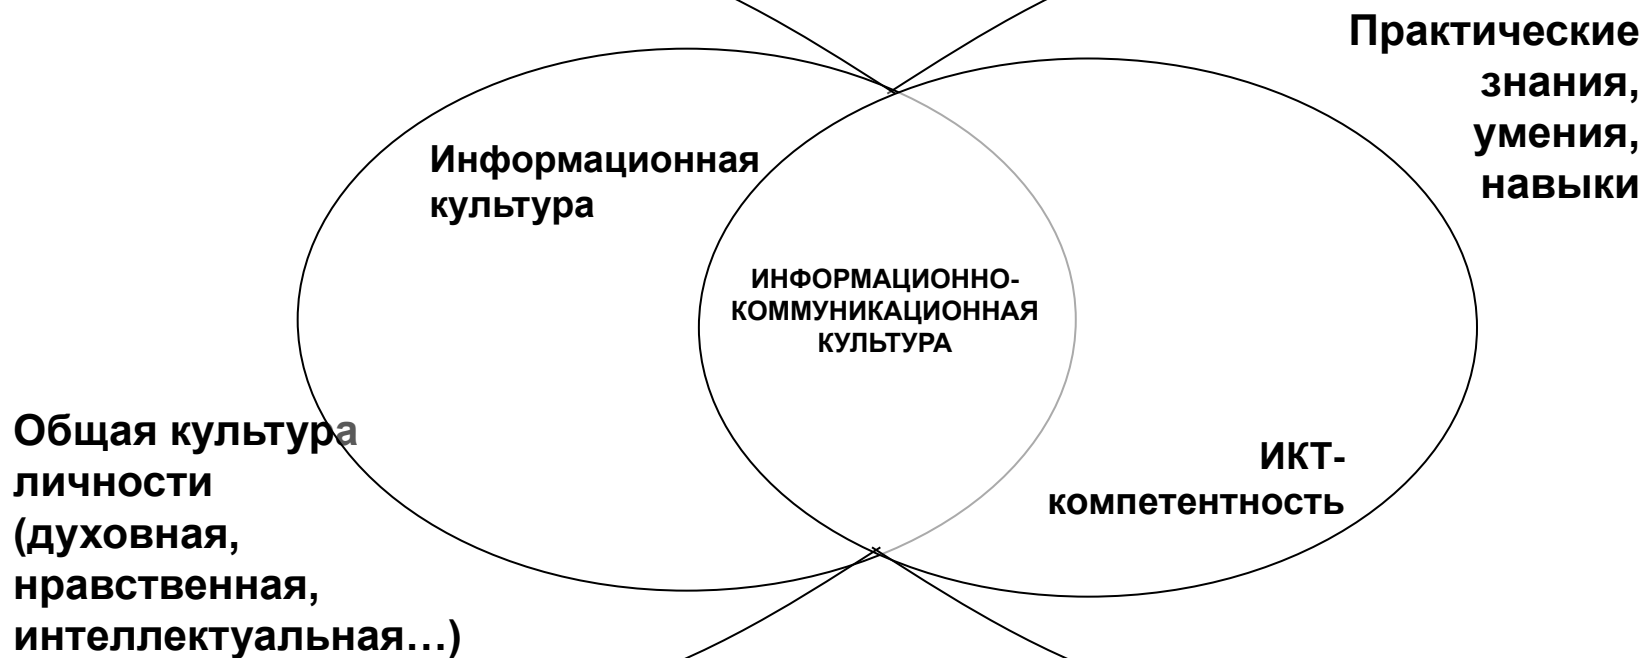 Практические
знания,
умения,
навыки
Информационная
культура
ИНФОРМАЦИОННО-
КОММУНИКАЦИОННАЯ
КУЛЬТУРА
Общая культура
личности
(духовная,
нравственная,
интеллектуальная…)
ИКТ-
компетентность